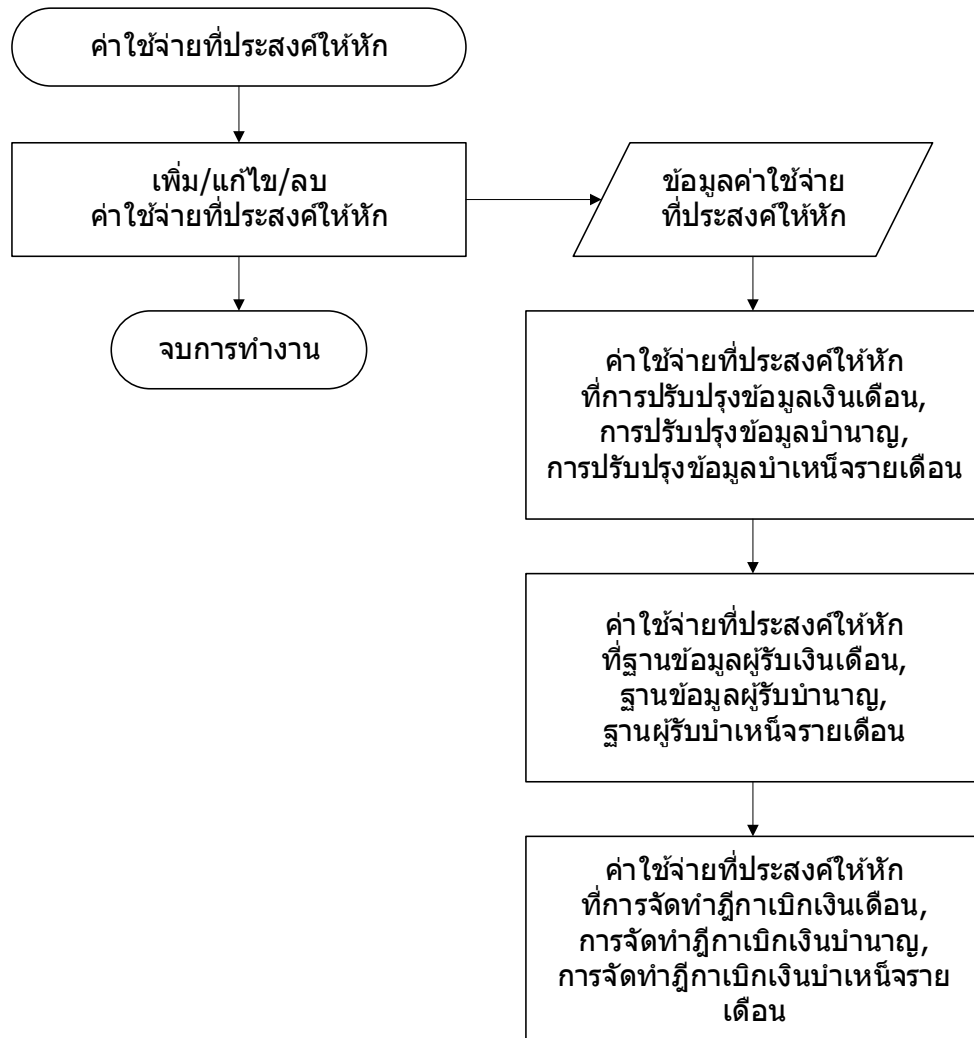 ค่าใช้จ่ายที่ประสงค์ให้หัก
เพิ่ม/แก้ไข/ลบ
ค่าใช้จ่ายที่ประสงค์ให้หัก
ข้อมูลค่าใช้จ่าย
ที่ประสงค์ให้หัก
จบการทำงาน
ค่าใช้จ่ายที่ประสงค์ให้หัก
ที่การปรับปรุงข้อมูลเงินเดือน,
การปรับปรุงข้อมูลบำนาญ,
การปรับปรุงข้อมูลบำเหน็จรายเดือน
ค่าใช้จ่ายที่ประสงค์ให้หัก
ที่ฐานข้อมูลผู้รับเงินเดือน,
ฐานข้อมูลผู้รับบำนาญ,
ฐานผู้รับบำเหน็จรายเดือน
ค่าใช้จ่ายที่ประสงค์ให้หัก
ที่การจัดทำฎีกาเบิกเงินเดือน,
การจัดทำฎีกาเบิกเงินบำนาญ,
การจัดทำฎีกาเบิกเงินบำเหน็จราย
เดือน